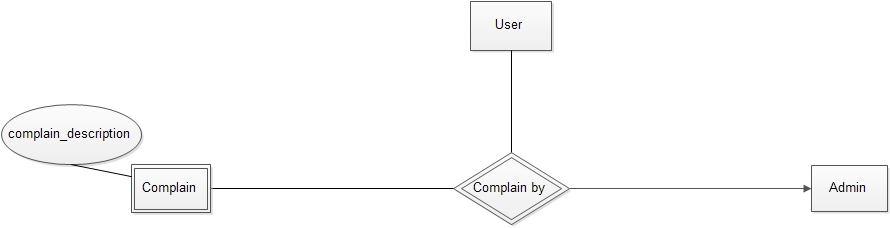 User
complain_description
Complain
Complain by
Admin